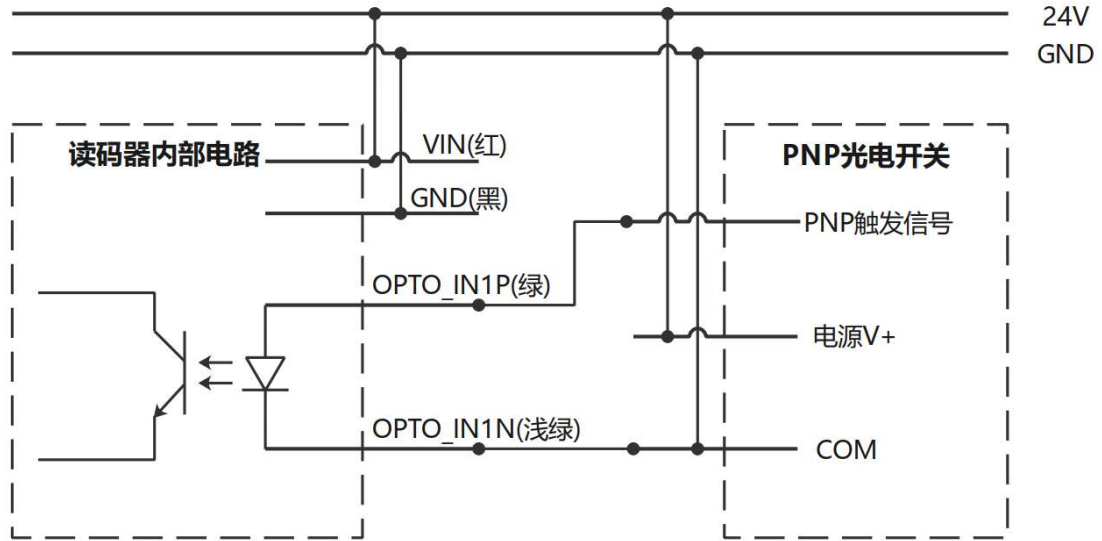 24V
GND
读码器内部电路
VIN(红)
GND(黑)
OPTO_IN1P(绿)
OPTO_IN1N(浅绿)
PNP光电开关
PNP触发信号
电源V+
COM